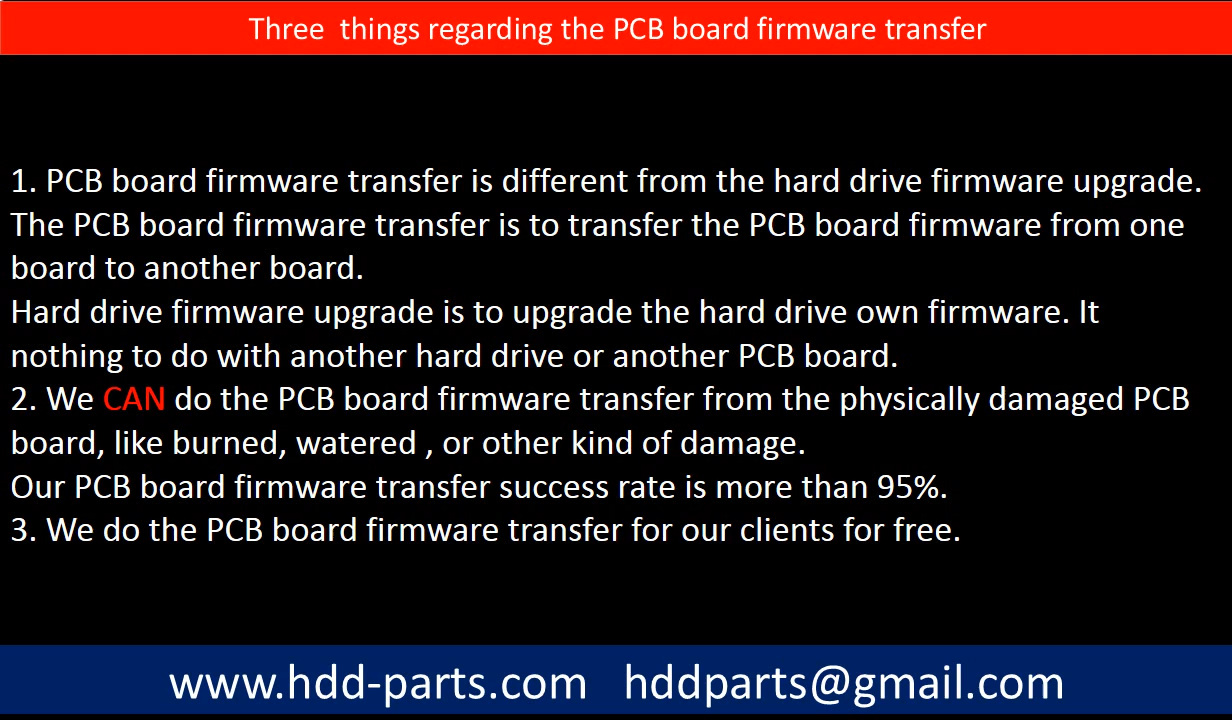 Three  things regarding the PCB board firmware transfer
1. PCB board firmware transfer is different from the hard drive firmware upgrade.
The PCB board firmware transfer is to transfer the PCB board firmware from one
board to another board.
Hard drive firmware upgrade is to upgrade the hard drive own firmware. It
nothing to do with another hard drive or another PCB board.
2. We CAN do the PCB board firmware transfer from the physically damaged PCB
board, like burned, watered , or other kind of damage.
Our PCB board firmware transfer success rate is more than 95%.
3. We do the PCB board firmware transfer for our clients for free.
www.hdd-parts.com   hddparts@gmail.com